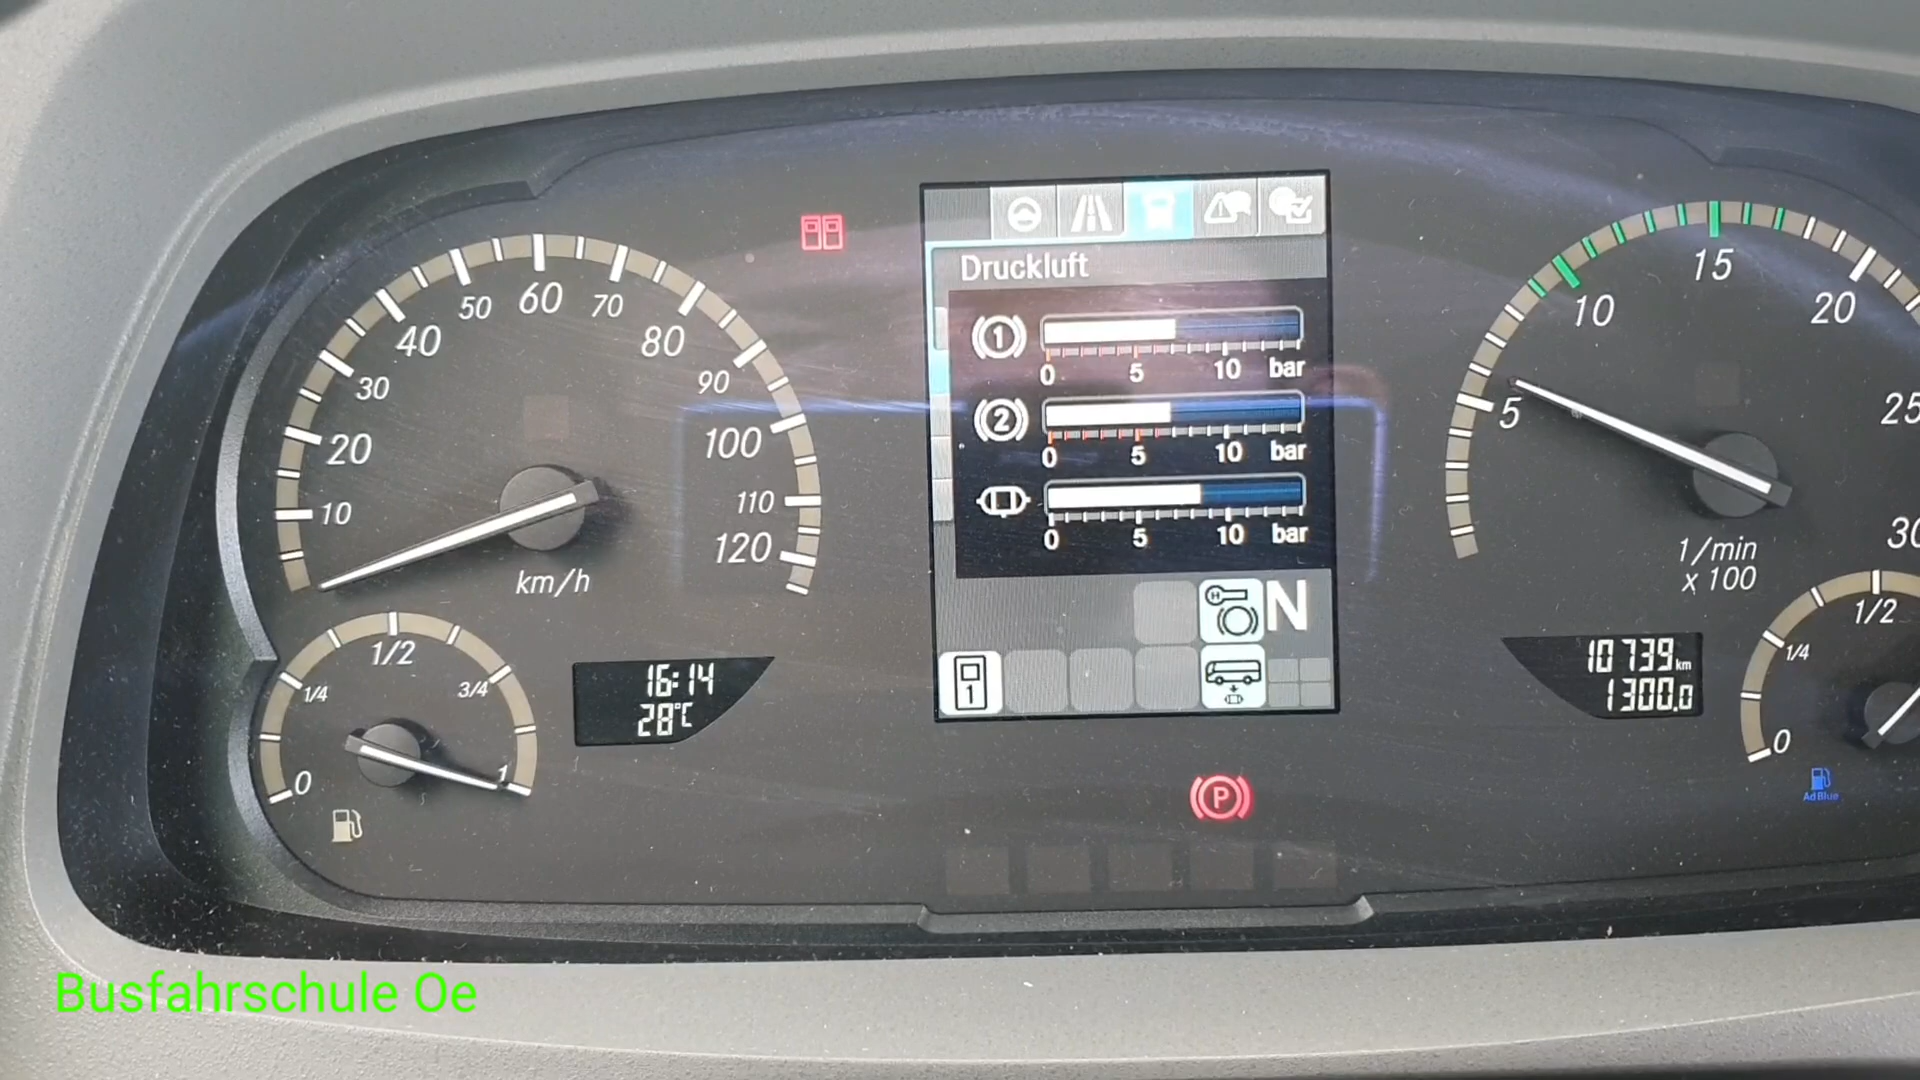 Druckluft
1
0 5 10 bar
2
0 5 10 bar
0 5 10 bar
H
N
1
10 20 30 40 50 60 70 80 90 100 110 120
km/h
0 1/4 1/2 3/4 1
16:14
28°C
P
5 10 15 20 25 30
1/min
x 100
10739 km
1300.0
0 1/4 1/2
AdBlue
Busfahrschule Oe